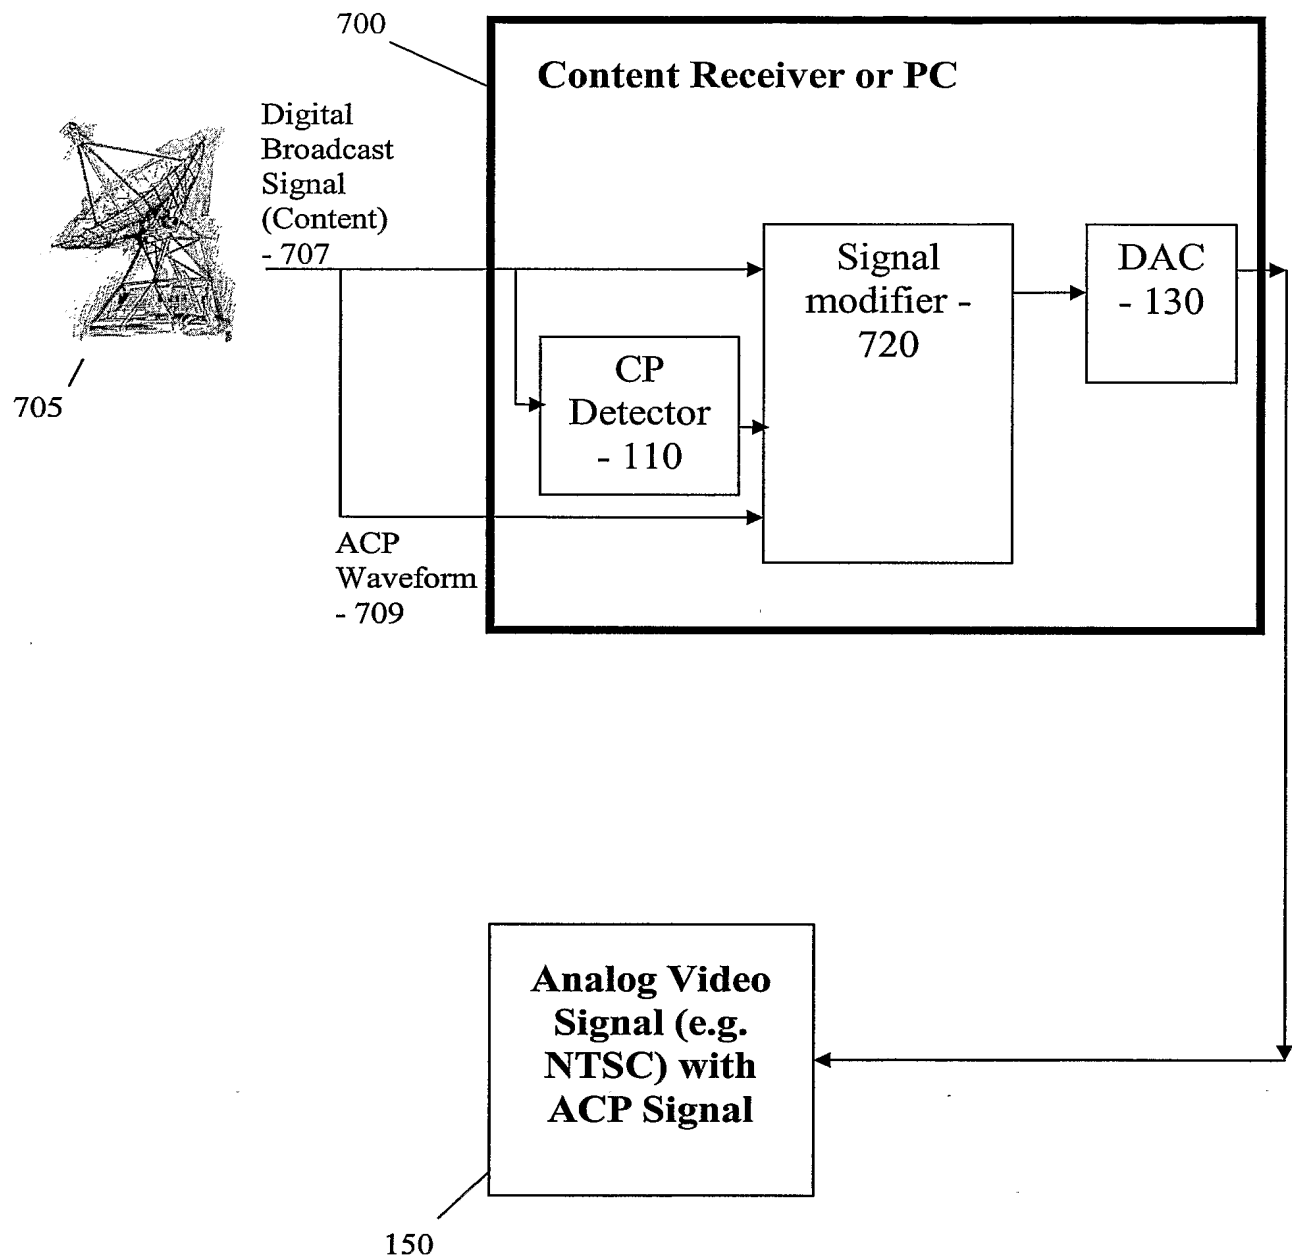 700
Content Receiver or PC
Digital
Broadcast
Signal
(Content)
- 707
705
Signal
modifier -
720
DAC
- 130
CP
Detector
- 110
ACP
Waveform
- 709
Analog Video
Signal (e.g.
NTSC) with
ACP Signal
150